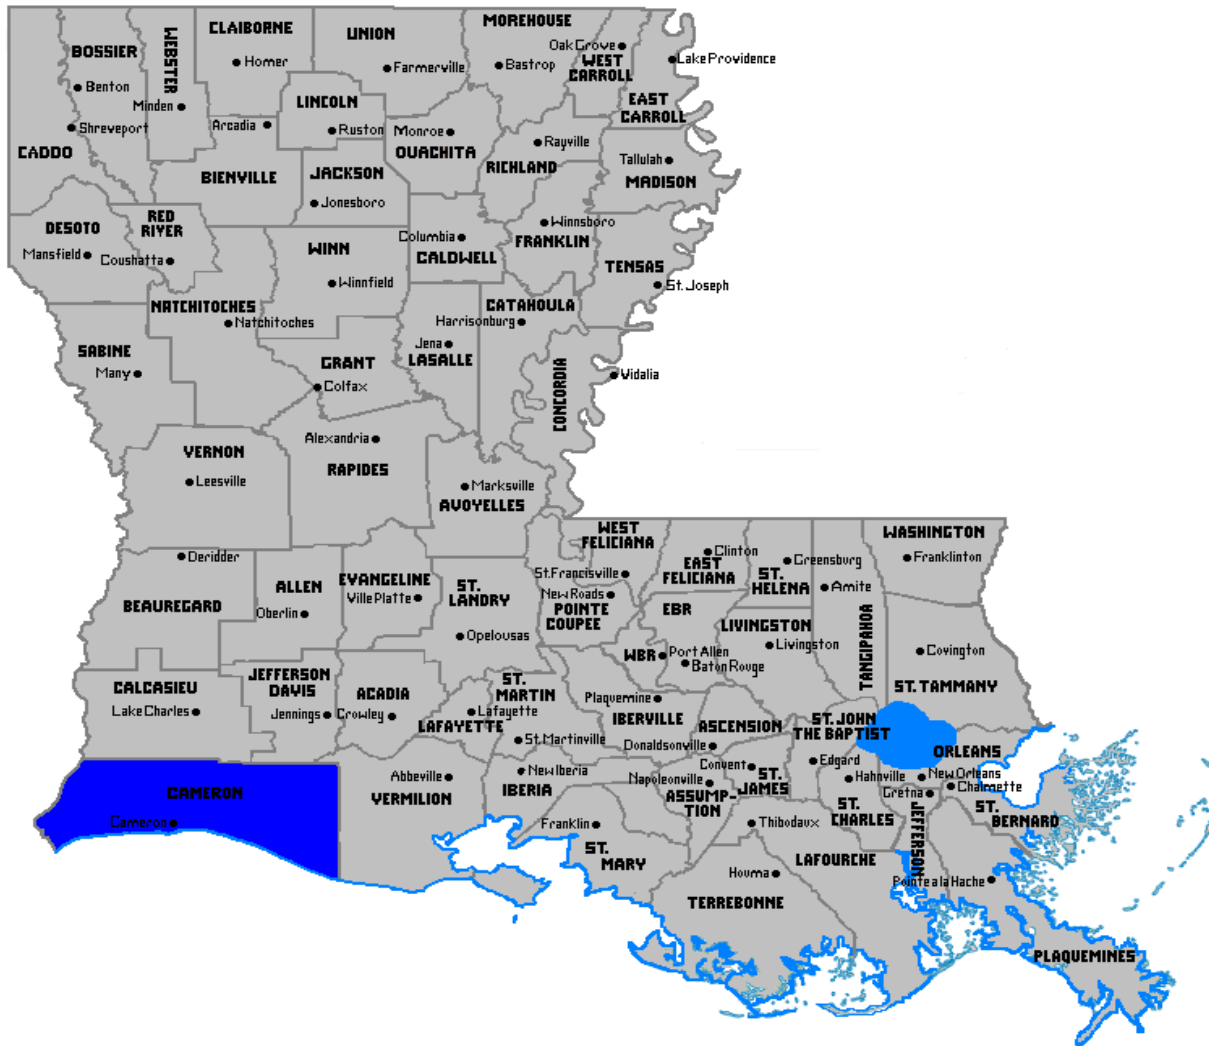 MOREHOUSE
CLAIBORNE
UNION
BOSSIER
WEBSTER
Oak Grove
WEST
CARROLL
Lake Providence
Homer
Farmerville
Bastrop
Benton
Minden
LINCOLN
EAST
CARROLL
Shreveport
Arcadia
Ruston
Monroe
OUACHITA
Rayville
CADDO
RICHLAND
Tallulah
MADISON
BIENVILLE
JACKSON
Jonesboro
DESOTO
RED
RIVER
Winnsboro
FRANKLIN
Columbia
CALDWELL
WINN
Mansfield
Coushatta
TENSAS
St. Joseph
Winnfield
NATCHITOCHES
Natchitoches
CATAHOULA
Harrisonburg
SABINE
Many
GRANT
Colfax
Jena
LASALLE
CONCORDIA
Vidalia
Alexandria
RAPIDES
VERNON
Leesville
Marksville
AVOYELLES
WEST
FELICIANA
WASHINGTON
Franklinton
Deridder
Clinton
EAST
FELICIANA
Greensburg
ST.
HELENA
Amite
St. Francisville
BEAUREGARD
ALLEN
Oberlin
EVANGELINE
Ville Platte
ST.
LANDRY
New Roads
POINTE
COUPEE
EBR
LIVINGSTON
Livingston
TANGIPAHOA
Opelousas
Covington
WBR
Port Allen
Baton Rouge
CALCASIEU
Lake Charles
JEFFERSON
DAVIS
Jennings
ACADIA
Crowley
ST.
MARTIN
Lafayette
LAFAYETTE
Plaquemine
IBERVILLE
ST. TAMMANY
ASCENSION
ST. JOHN
THE BAPTIST
St. Martinville
Donaldsonville
ORLEANS
Convent
Edgard
CAMERON
Cameron
Abbeville
VERMILION
New Iberia
IBERIA
Napoleonville
ASSUMP-
TION
ST.
JAMES
Hahnville
New Orleans
Chalmette
Gretna
ST.
CHARLES
JEFFERSON
ST.
BERNARD
Franklin
ST.
MARY
Thibodaux
LAFOURCHE
Houma
Pointe a la Hache
TERREBONNE
PLAQUEMINES